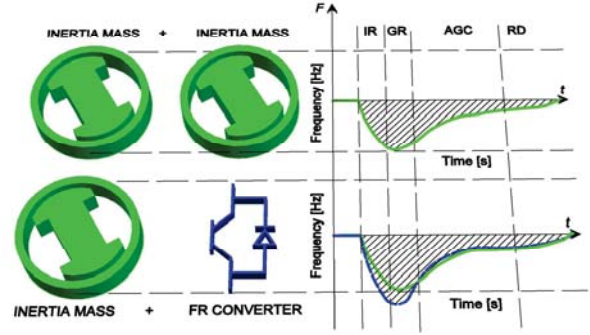 F
INERTIA MASS + INERTIA MASS
IR GR AGC RD
t
Frequency [Hz]
Time [s]
t
Frequency [Hz]
INERTIA MASS + FR CONVERTER
Time [s]